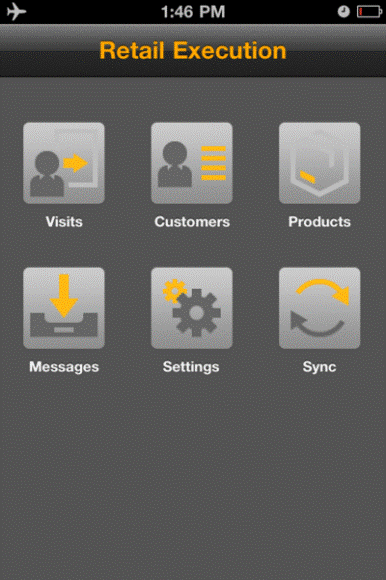 1:46 PM
Retail Execution
Visits
Customers
Products
Messages
Settings
Sync